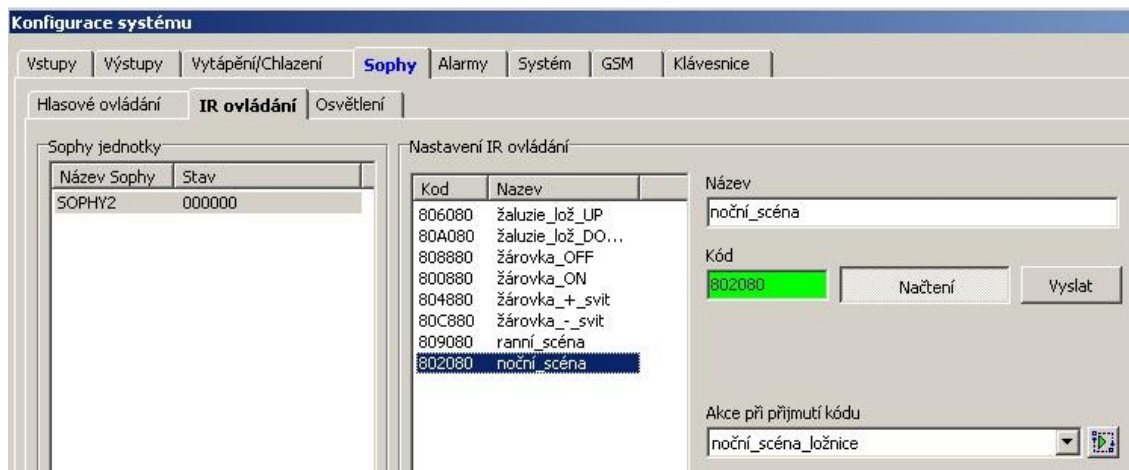 Konfigurace systému
Vstupy Výstupy Vytápění/Chlazení Sophy Alarmy Systém GSM Klávesnice
Hlasové ovládání IR ovládání Osvětlení
Sophy jednotky
Název Sophy Stav
SOPHY2 000000
Nastavení IR ovládání
Kod Nazev
806080 žaluzie_lož_UP
80A080 žaluzie_lož_DO...
808880 žárovka_OFF
800880 žárovka_ON
804880 žárovka_+_svit
80C880 žárovka_-_svit
809080 ranní_scéna
802080 noční_scéna
Název
noční_scéna
Kód
802080 Načtení Vyslat
Akce při přijmutí kódu
noční_scéna_ložnice